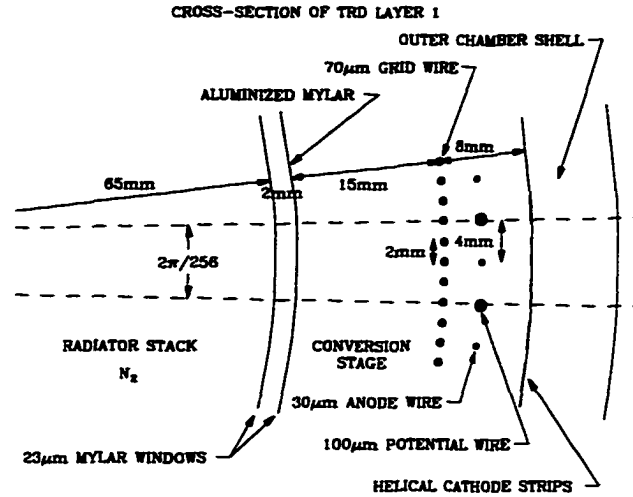 CROSS-SECTION OF TRD LAYER 1
OUTER CHAMBER SHELL
70μm GRID WIRE
ALUMINIZED MYLAR
8mm
65mm
2mm
15mm
2mm
4mm
2π/256
RADIATOR STACK
N₂
CONVERSION
STAGE
30μm ANODE WIRE
100μm POTENTIAL WIRE
23μm MYLAR WINDOWS
HELICAL CATHODE STRIPS